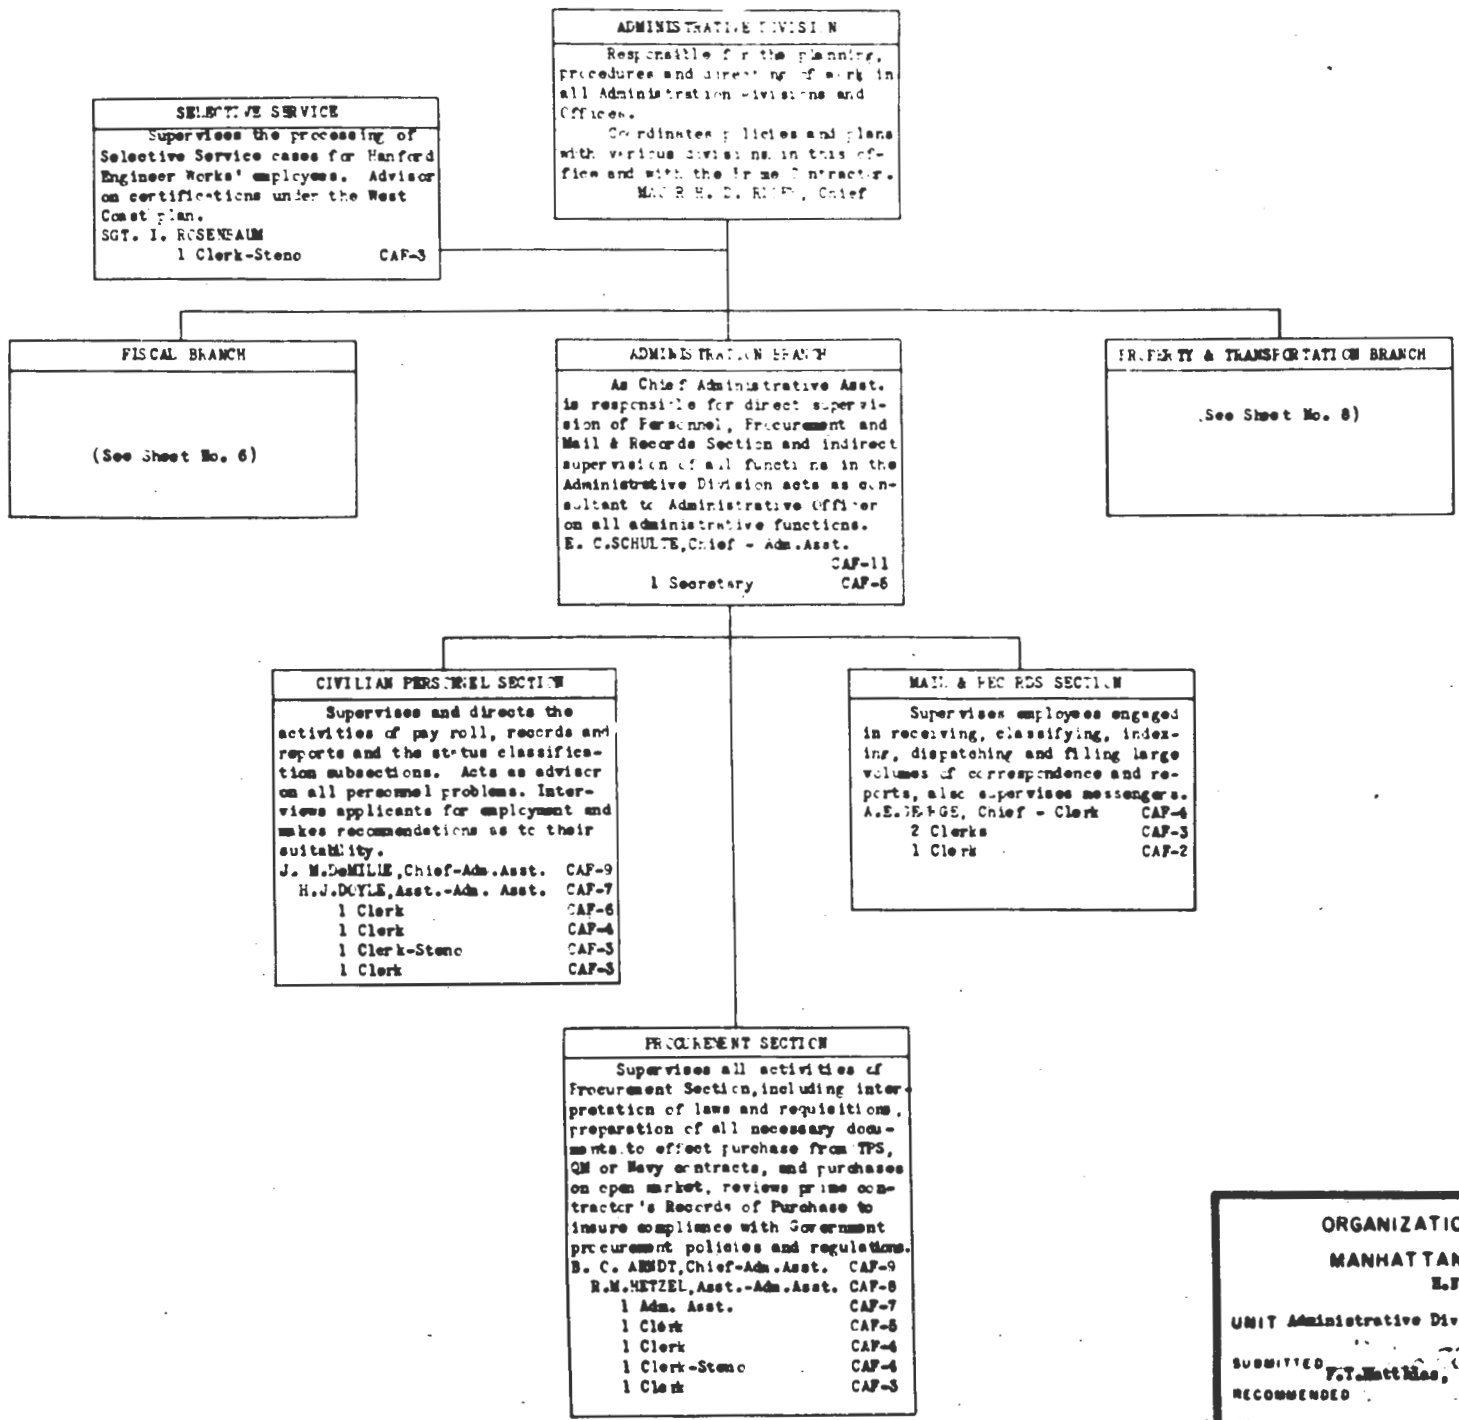 ADMINISTRATIVE DIVISION
Responsible for the planning,
procedures and directing of work in
all Administration Divisions and
Offices.
Coordinates policies and plans
with various divisions in this of-
fice and with the Prime Contractor.
MAJOR H. D. , Chief
SELECTIVE SERVICE
Supervises the processing of
Selective Service cases for Hanford
Engineer Works' employees. Advisor
on certifications under the West
Coast plan.
SGT. I. ROSENBAUM
1 Clerk-Steno CAF-3
FISCAL BRANCH
(See Sheet No. 6)
ADMINISTRATION BRANCH
As Chief Administrative Asst.
is responsible for direct supervi-
sion of Personnel, Procurement and
Mail & Records Section and indirect
supervision of all functions in the
Administrative Division acts as con-
sultant to Administrative Officer
on all administrative functions.
E. C.SCHULTE,Chief - Adm.Asst.
CAF-11
1 Secretary CAF-5
PROPERTY & TRANSPORTATION BRANCH
(See Sheet No. 8)
CIVILIAN PERSONNEL SECTION
Supervises and directs the
activities of pay roll, records and
reports and the status classifica-
tion subsections. Acts as advisor
on all personnel problems. Inter-
views applicants for employment and
makes recommendations as to their
suitability.
J. M.DeMILLE,Chief-Adm.Asst. CAF-9
H.J.DOYLE,Asst.-Adm. Asst. CAF-7
1 Clerk CAF-6
1 Clerk CAF-4
1 Clerk-Steno CAF-3
1 Clerk CAF-3
MAIL & RECORDS SECTION
Supervises employees engaged
in receiving, classifying, index-
ing, dispatching and filing large
volumes of correspondence and re-
ports, also supervises messengers.
A.E.GEORGE, Chief - Clerk CAF-4
2 Clerks CAF-3
1 Clerk CAF-2
PROCUREMENT SECTION
Supervises all activities of
Procurement Section,including inter-
pretation of laws and requisitions,
preparation of all necessary docu-
ments to effect purchase from TPS,
QM or Navy contracts, and purchases
on open market, reviews prime con-
tractor's Records of Purchase to
insure compliance with Government
procurement policies and regulations.
B. C. ARNDT,Chief-Adm.Asst. CAF-9
R.M.HETZEL,Asst.-Adm.Asst. CAF-8
1 Adm. Asst. CAF-7
1 Clerk CAF-5
1 Clerk CAF-4
1 Clerk-Steno CAF-4
1 Clerk CAF-3
ORGANIZATIO
MANHATTAN
UNIT Administrative Div
SUBMITTED F.T.Matthias,
RECOMMENDED